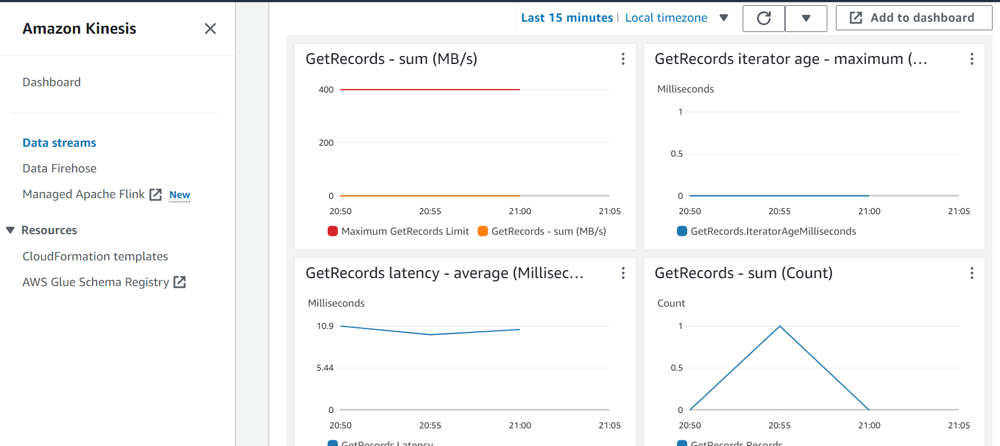 Amazon Kinesis
Dashboard
Data streams
Data Firehose
Managed Apache Flink New
Resources
CloudFormation templates
AWS Glue Schema Registry
Last 15 minutes | Local timezone
Add to dashboard
GetRecords - sum (MB/s)
400
200
0
20:50 20:55 21:00 21:05
Maximum GetRecords Limit GetRecords - sum (MB/s)
GetRecords iterator age - maximum (...
Milliseconds
1
0.5
0
20:50 20:55 21:00 21:05
GetRecords.IteratorAgeMilliseconds
GetRecords latency - average (Millisec...
Milliseconds
10.9
5.44
0
20:50 20:55 21:00 21:05
GetRecords Latency
GetRecords - sum (Count)
Count
1
0.5
0
20:50 20:55 21:00 21:05
GetRecords Records